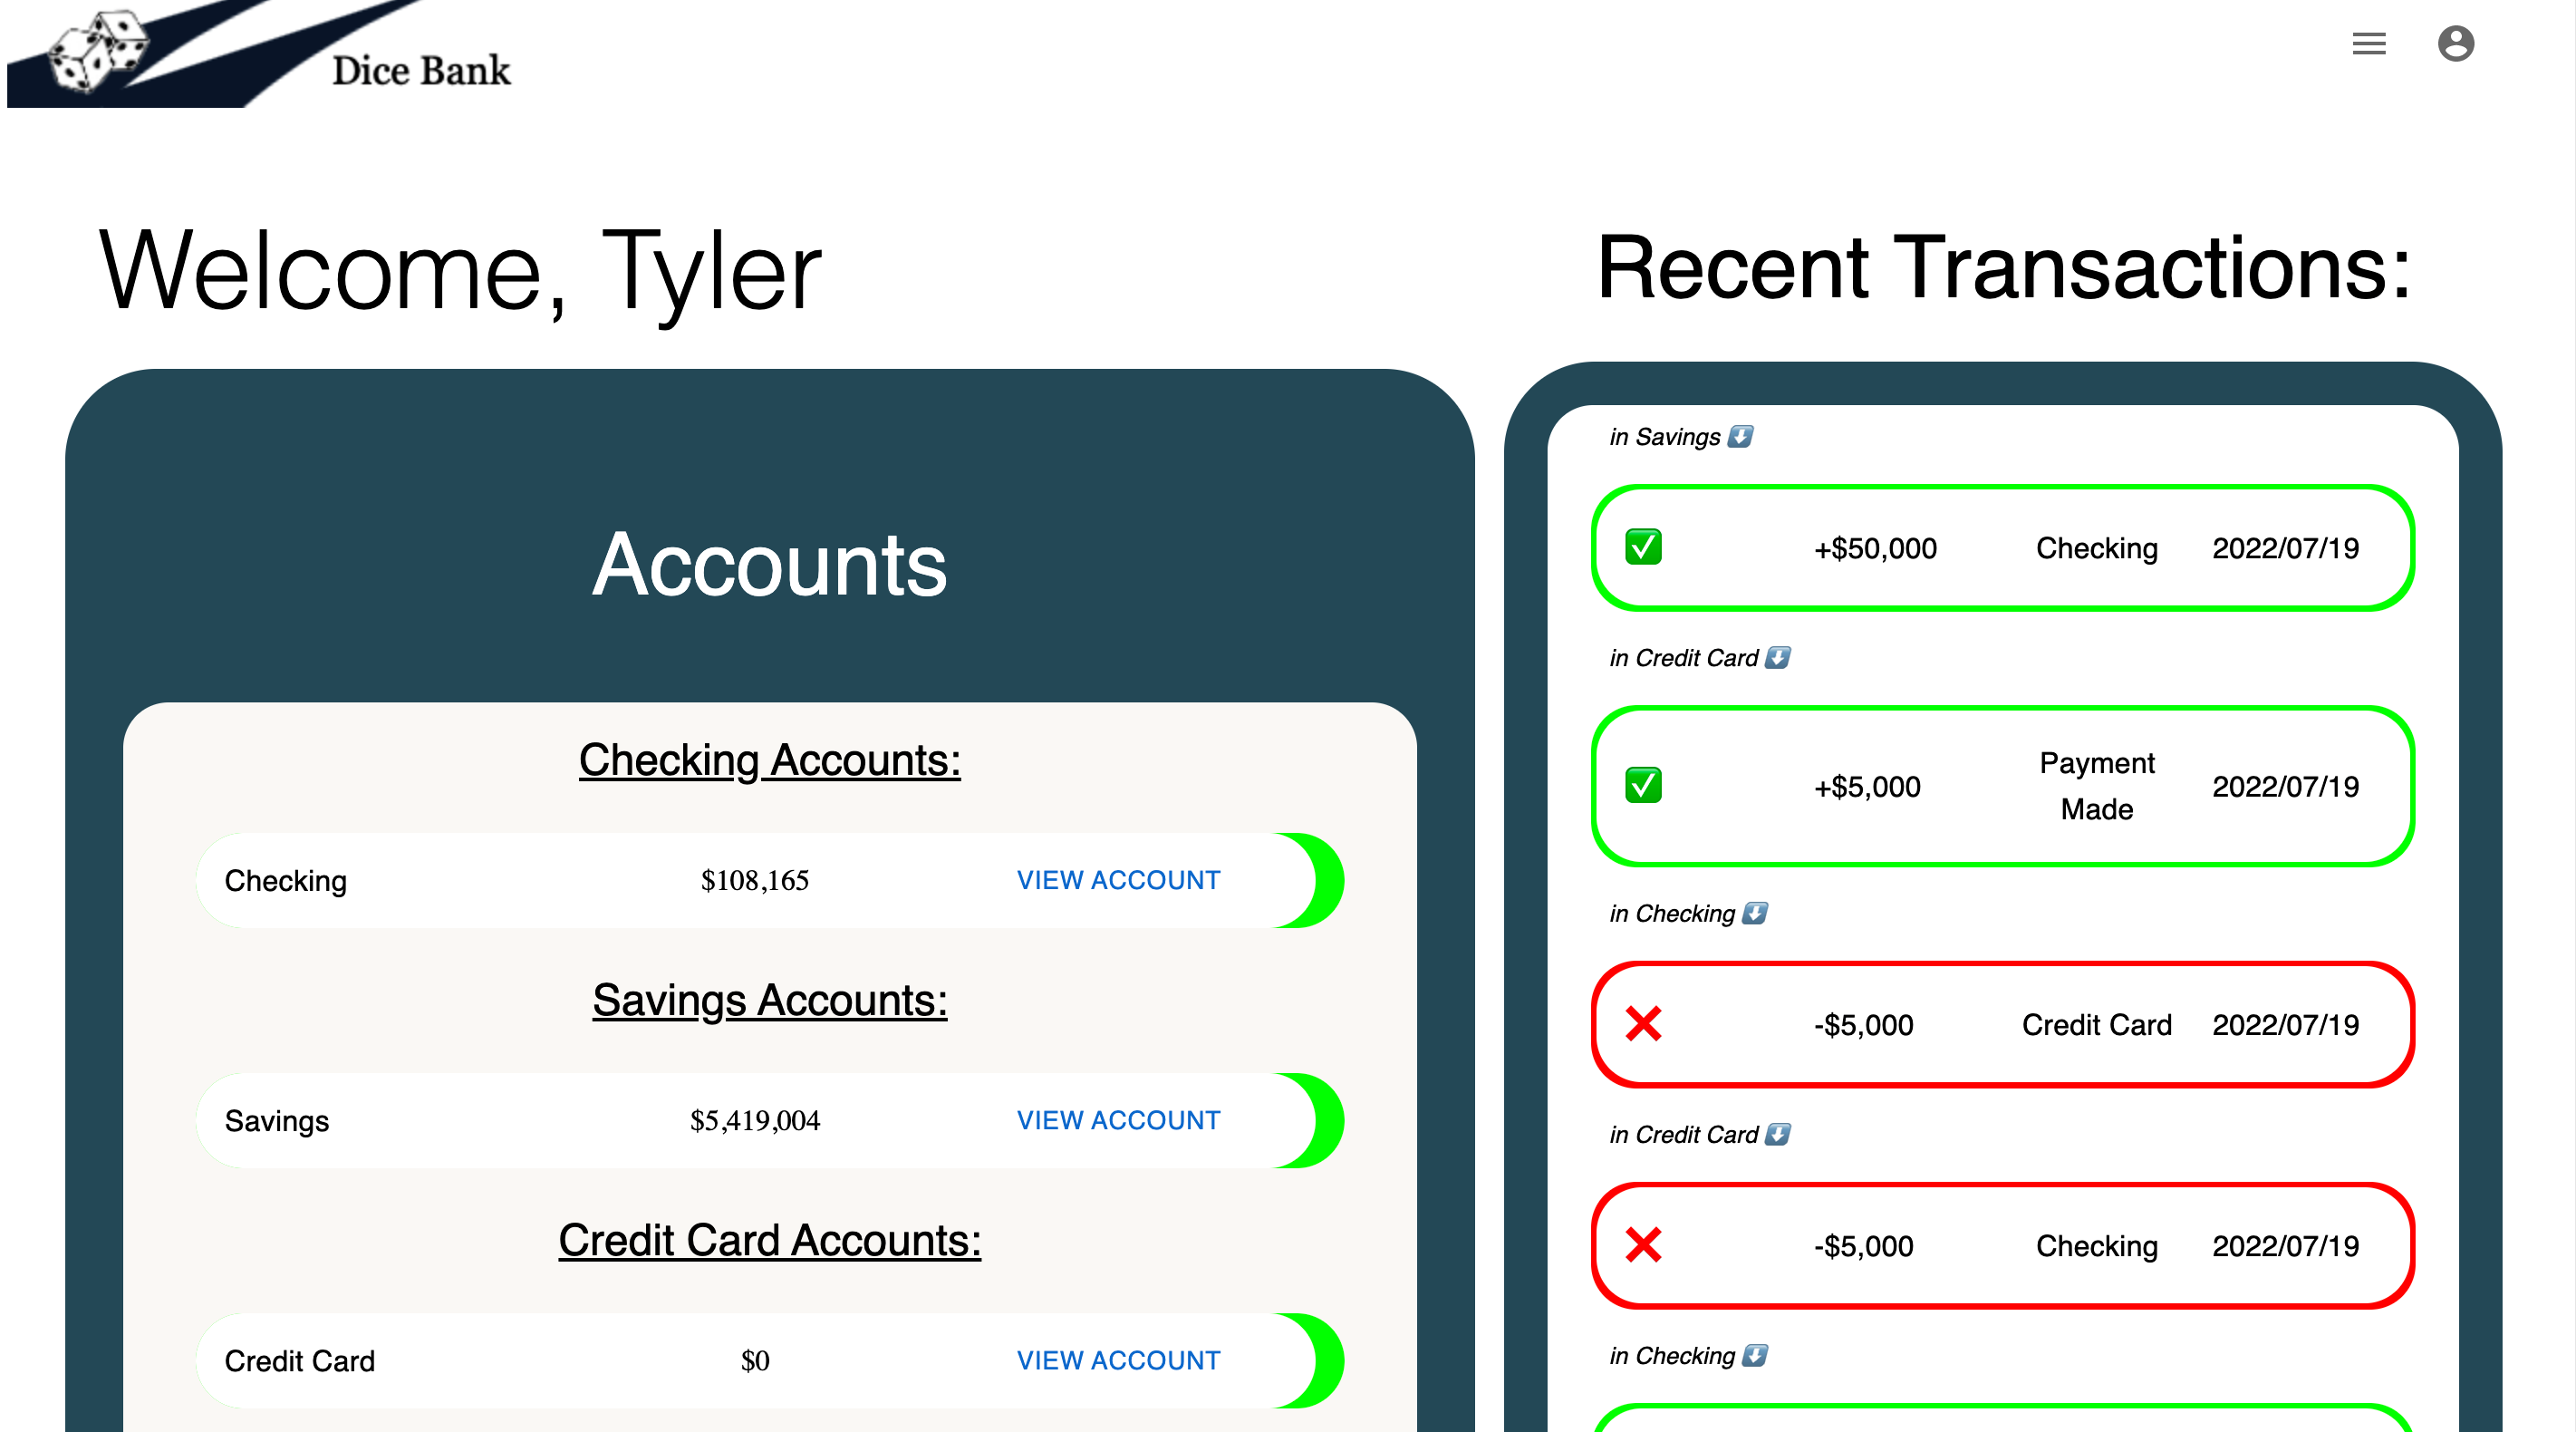 Dice Bank
Welcome, Tyler
Accounts
Checking Accounts:
Checking $108,165 VIEW ACCOUNT
Savings Accounts:
Savings $5,419,004 VIEW ACCOUNT
Credit Card Accounts:
Credit Card $0 VIEW ACCOUNT
Recent Transactions:
in Savings ⬇️
✅ +$50,000 Checking 2022/07/19
in Credit Card ⬇️
✅ +$5,000 Payment Made 2022/07/19
in Checking ⬇️
❌ -$5,000 Credit Card 2022/07/19
in Credit Card ⬇️
❌ -$5,000 Checking 2022/07/19
in Checking ⬇️